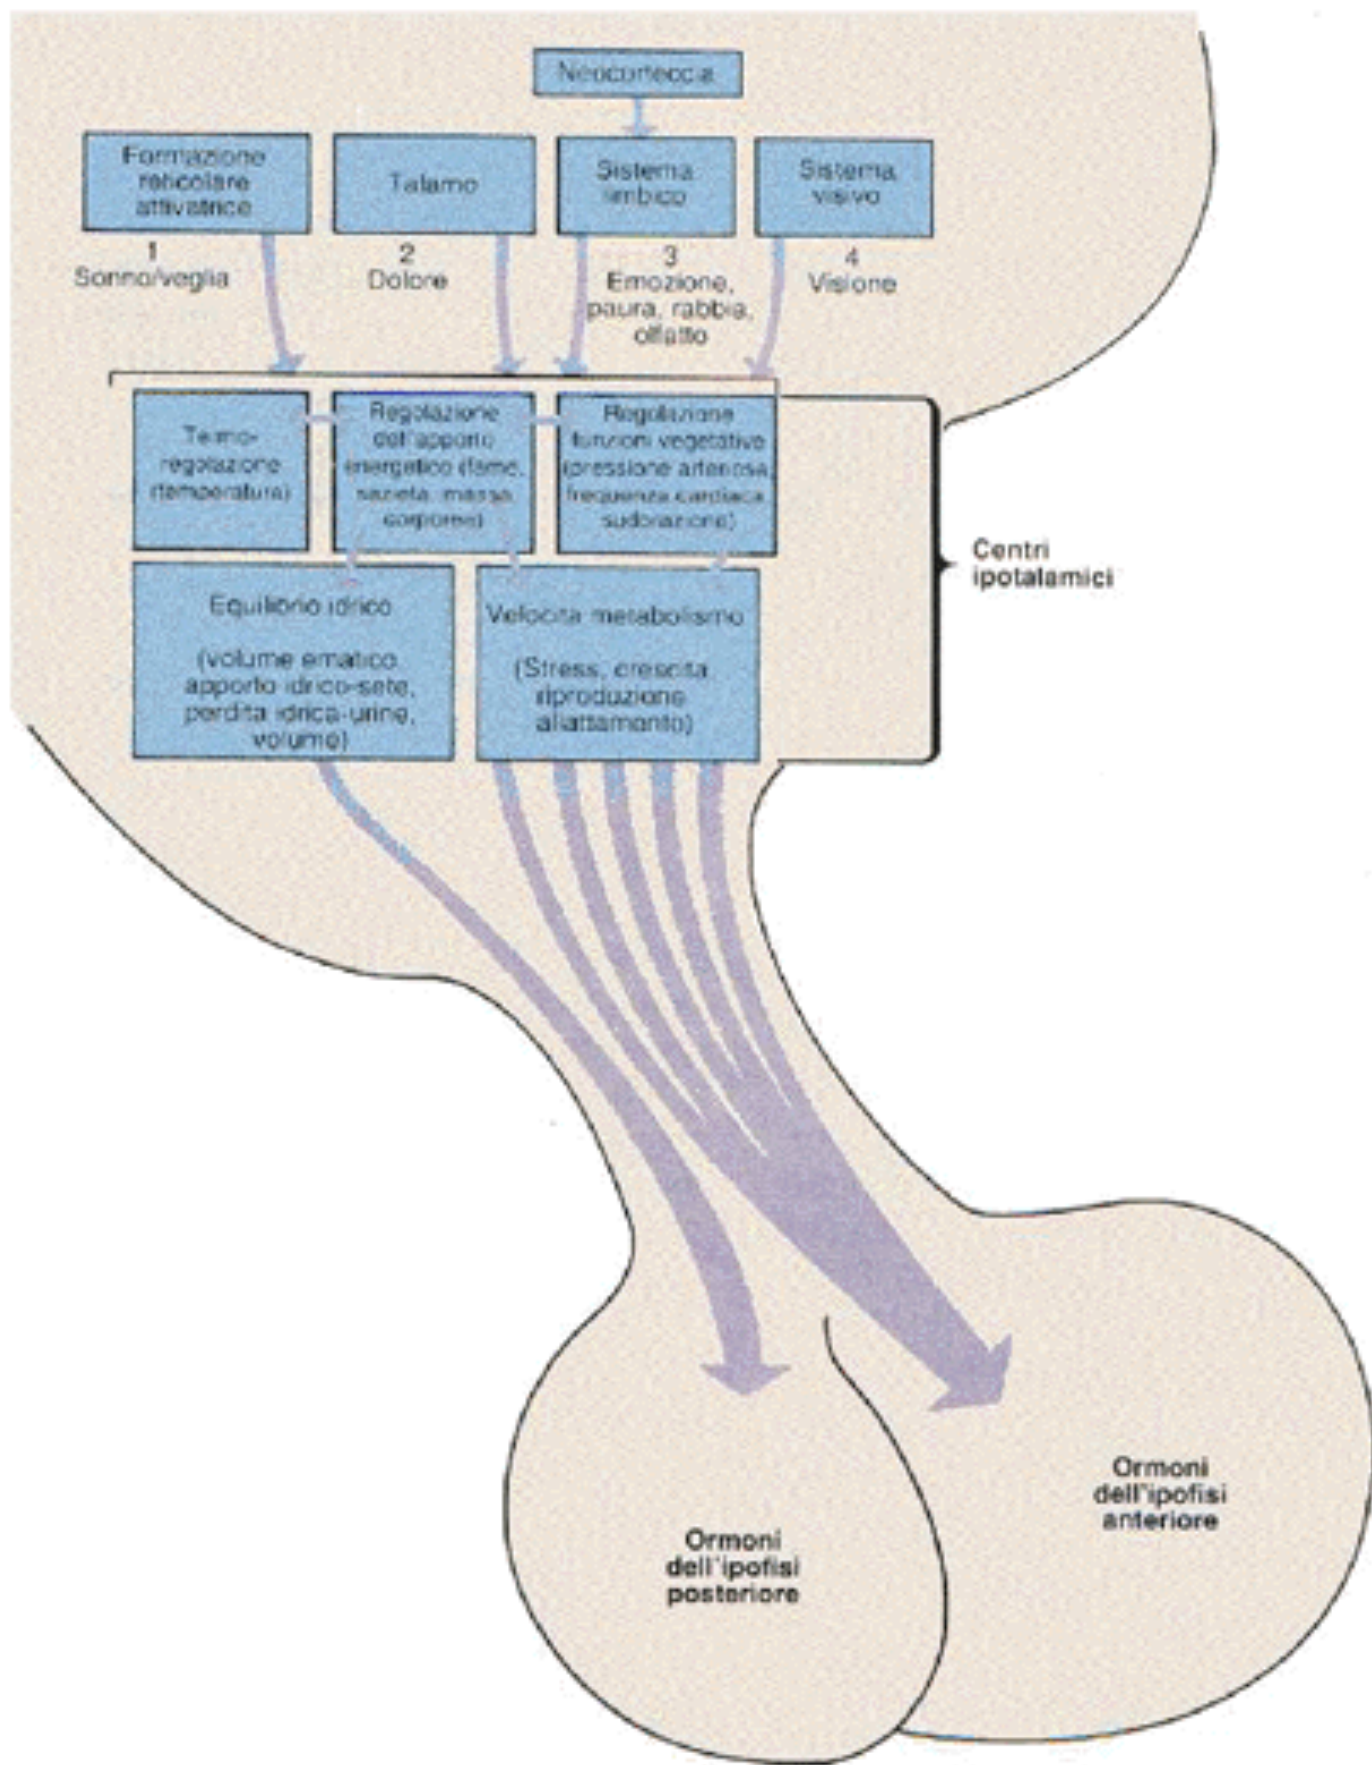 Neocorteccia
Formazione
reticolare
attivatrice
Talamo
Sistema
limbico
Sistema
visivo
1
Sonno/veglia
2
Dolore
3
Emozione,
paura, rabbia,
olfatto
4
Visione
Termo-
regolazione
(temperatura)
Regolazione
dell'apporto
energetico (fame,
sazietà, massa
corporea)
Regolazione
funzioni vegetative
(pressione arteriosa,
frequenza cardiaca,
sudorazione)
Centri
ipotalamici
Equilibrio idrico
(volume ematico
apporto idrico-sete,
perdita idrica-urine,
volume)
Velocità metabolismo
(Stress, crescita,
riproduzione
allattamento)
Ormoni
dell'ipofisi
anteriore
Ormoni
dell'ipofisi
posteriore